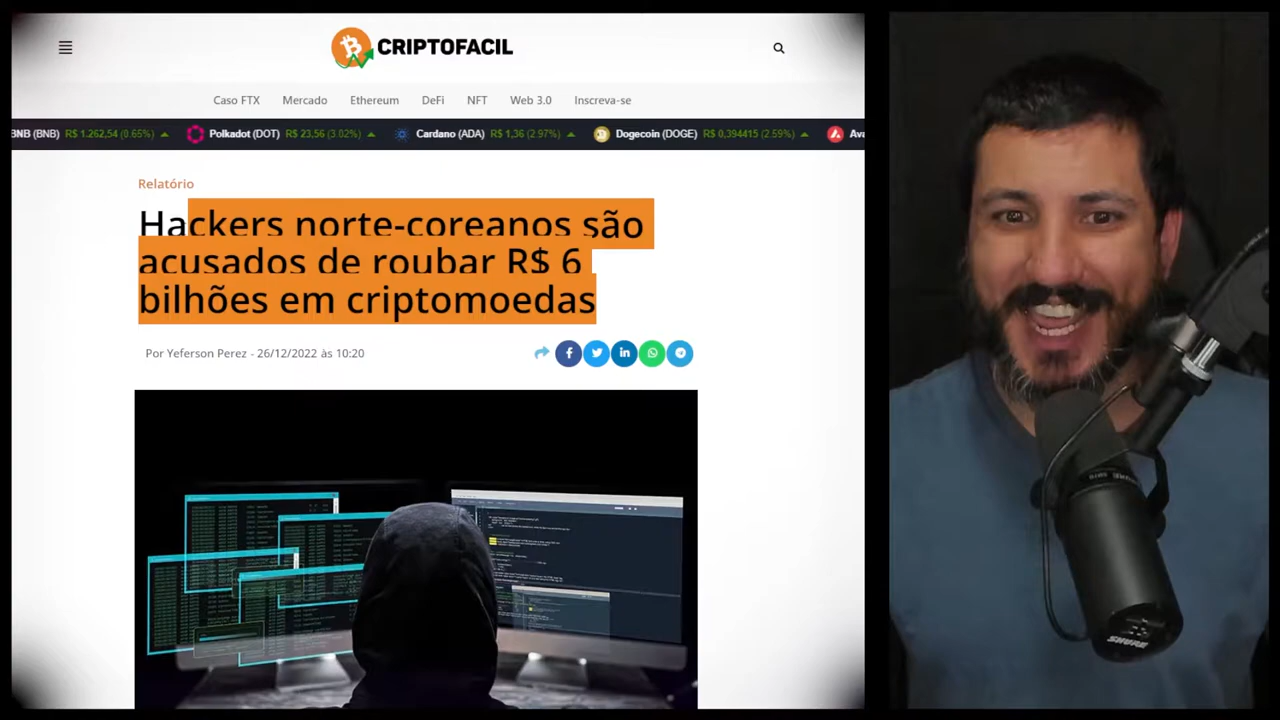 CRIPTOFACIL
Caso FTX Mercado Ethereum DeFi NFT Web 3.0 Inscreva-se
BNB (BNB) R$ 1.262,54 (0.65%) Polkadot (DOT) R$ 23,56 (3.02%) Cardano (ADA) R$ 1,36 (2.97%) Dogecoin (DOGE) R$ 0,394415 (2.59%) Ava
Relatório
Hackers norte-coreanos são
acusados de roubar R$ 6
bilhões em criptomoedas
Por Yeferson Perez - 26/12/2022 às 10:20
SHURE